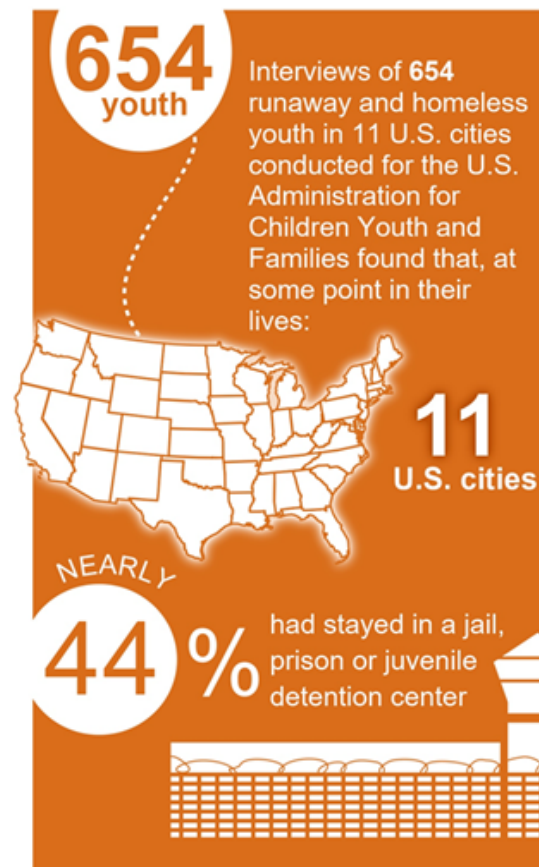 654
youth
Interviews of 654
runaway and homeless
youth in 11 U.S. cities
conducted for the U.S.
Administration for
Children Youth and
Families found that, at
some point in their
lives:
11
U.S. cities
NEARLY
44 %
had stayed in a jail,
prison or juvenile
detention center